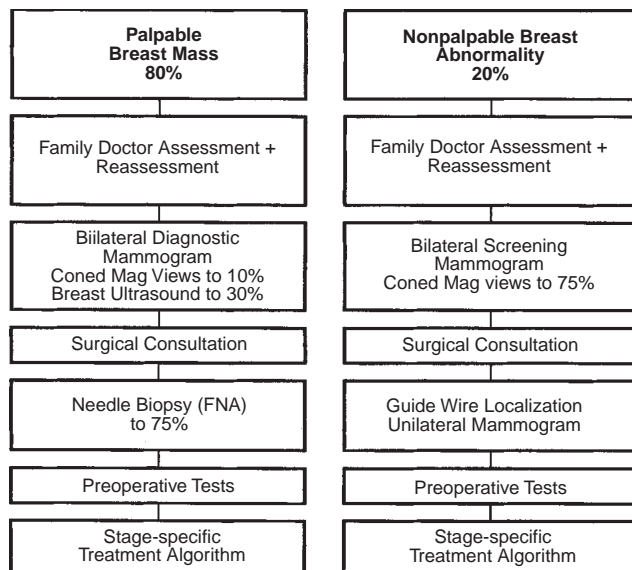 Palpable
Breast Mass
80%
Family Doctor Assessment +
Reassessment
Biilateral Diagnostic
Mammogram
Coned Mag Views to 10%
Breast Ultrasound to 30%
Surgical Consultation
Needle Biopsy (FNA)
to 75%
Preoperative Tests
Stage-specific
Treatment Algorithm
Nonpalpable Breast
Abnormality
20%
Family Doctor Assessment +
Reassessment
Bilateral Screening
Mammogram
Coned Mag views to 75%
Surgical Consultation
Guide Wire Localization
Unilateral Mammogram
Preoperative Tests
Stage-specific
Treatment Algorithm